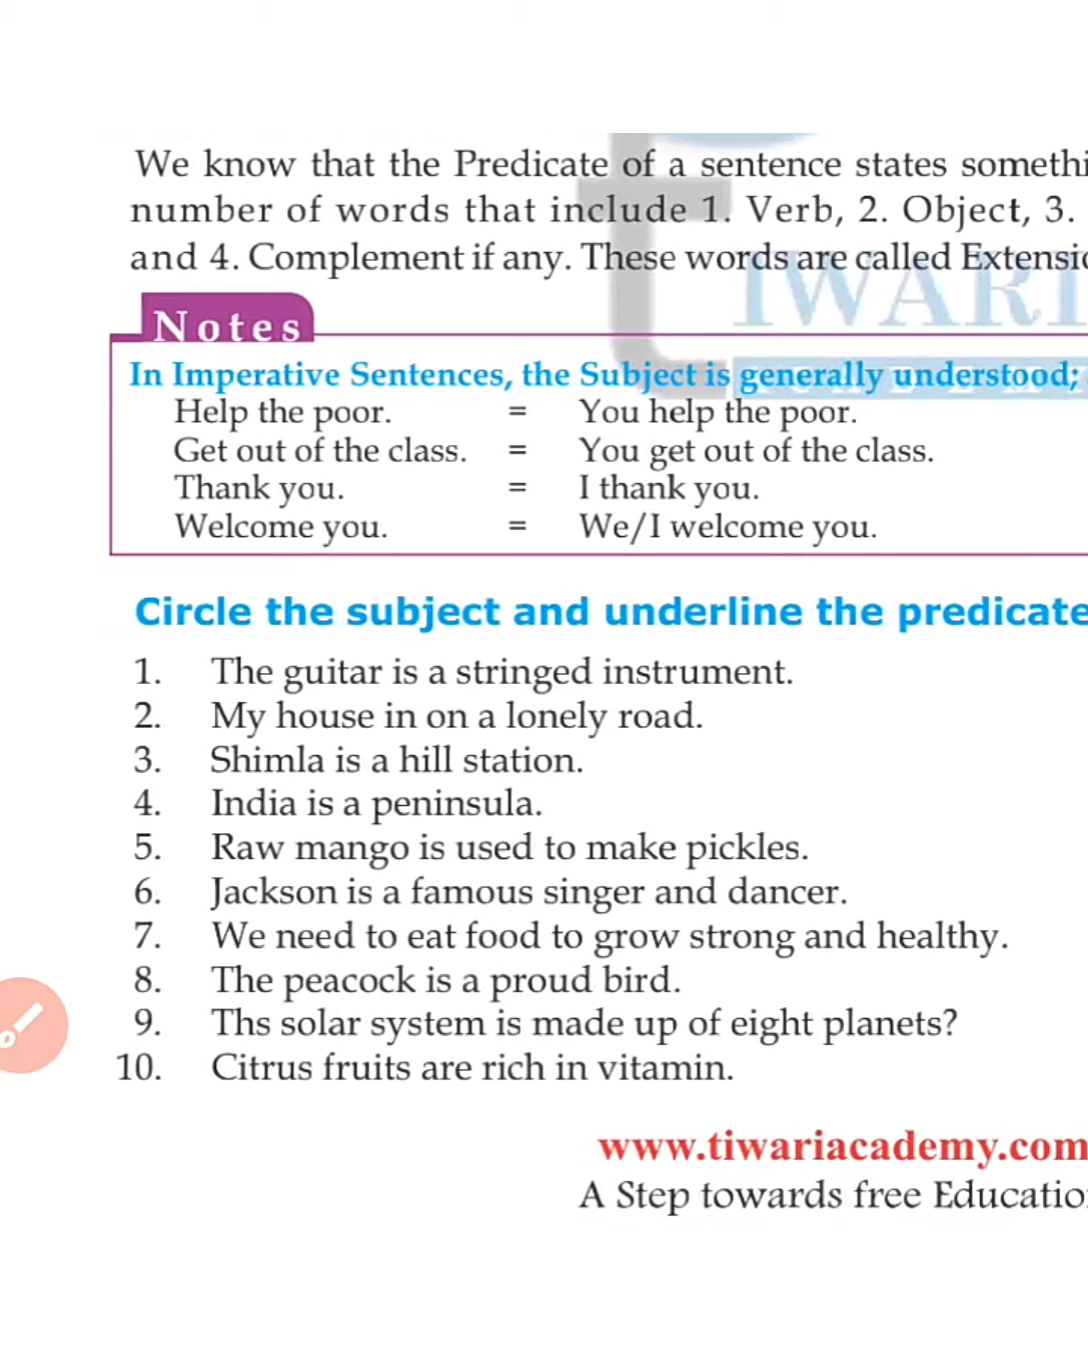 We know that the Predicate of a sentence states somethi
number of words that include 1. Verb, 2. Object, 3.
and 4. Complement if any. These words are called Extensi
IWARI
Notes
In Imperative Sentences, the Subject is generally understood;
Help the poor. = You help the poor.
Get out of the class. = You get out of the class.
Thank you. = I thank you.
Welcome you. = We/I welcome you.
Circle the subject and underline the predicate
1. The guitar is a stringed instrument.
2. My house in on a lonely road.
3. Shimla is a hill station.
4. India is a peninsula.
5. Raw mango is used to make pickles.
6. Jackson is a famous singer and dancer.
7. We need to eat food to grow strong and healthy.
8. The peacock is a proud bird.
9. Ths solar system is made up of eight planets?
10. Citrus fruits are rich in vitamin.
www.tiwariacademy.com
A Step towards free Educatio